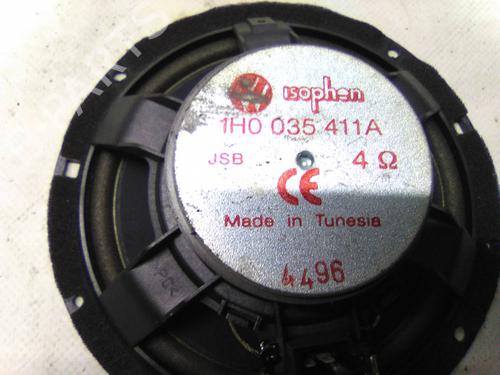 isophon
1H0 035 411A
JSB 4 Ω
CE
Made in Tunesia
4496